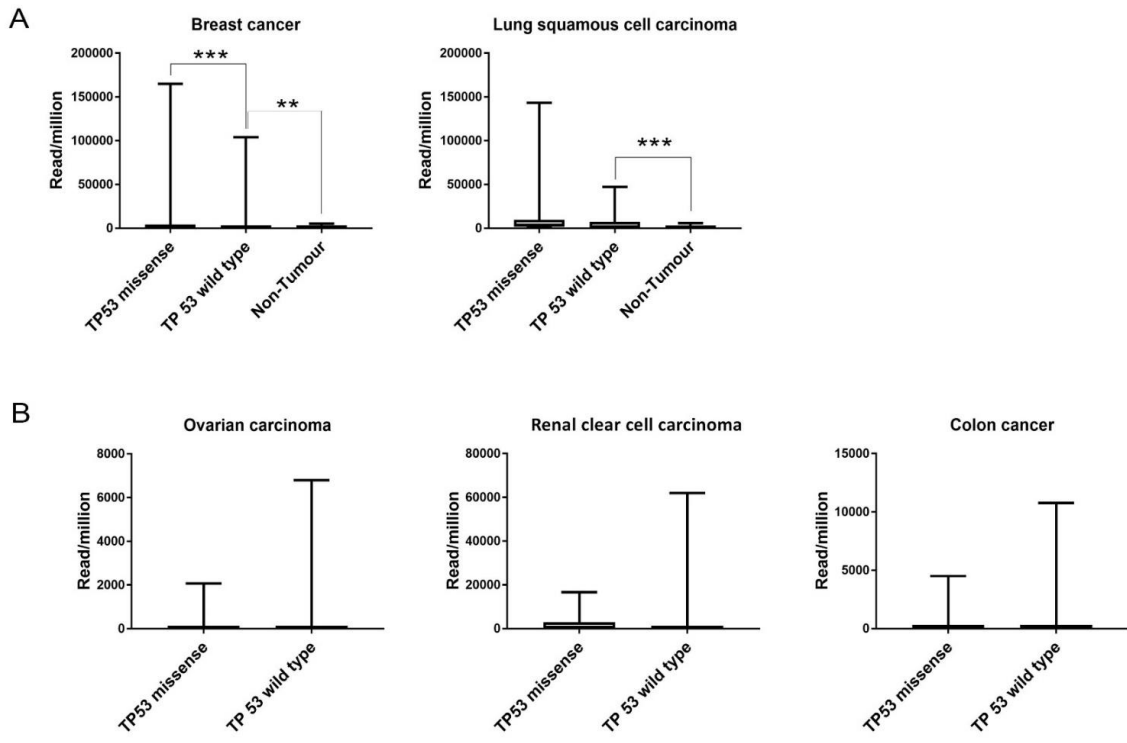 A
Breast cancer
Read/million
200000
150000
100000
50000
0
***
**
TP53 missense
TP 53 wild type
Non-Tumour
Lung squamous cell carcinoma
Read/million
200000
150000
100000
50000
0
***
TP53 missense
TP 53 wild type
Non-Tumour
B
Ovarian carcinoma
Read/million
8000
6000
4000
2000
0
TP53 missense
TP 53 wild type
Renal clear cell carcinoma
Read/million
80000
60000
40000
20000
0
TP53 missense
TP 53 wild type
Colon cancer
Read/million
15000
10000
5000
0
TP53 missense
TP 53 wild type